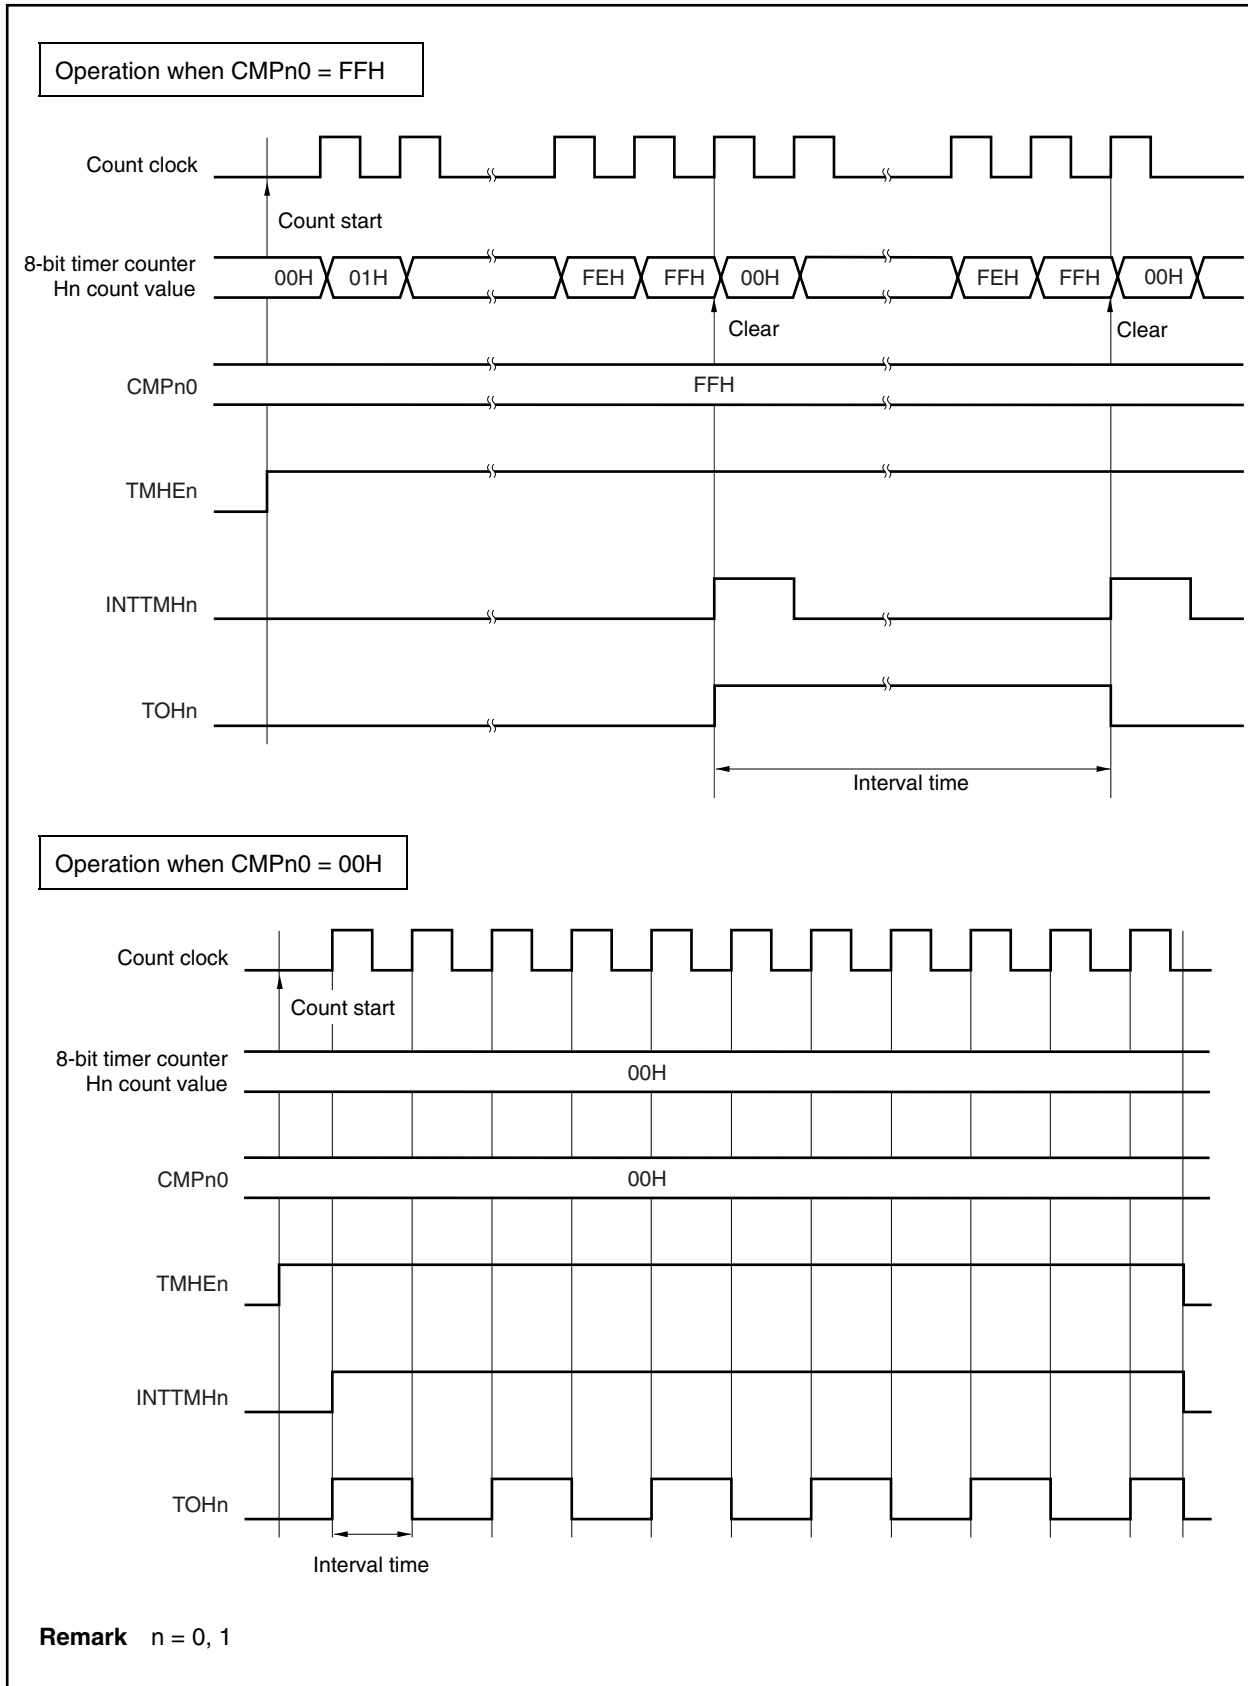 Operation when CMPn0 = FFH
Count clock
Count start
8-bit timer counter
Hn count value
00H 01H FEH FFH 00H FEH FFH 00H
Clear Clear
CMPn0 FFH
TMHEn
INTTMHn
TOHn
Interval time
Operation when CMPn0 = 00H
Count clock
Count start
8-bit timer counter
Hn count value
00H
CMPn0 00H
TMHEn
INTTMHn
TOHn
Interval time
Remark n = 0, 1